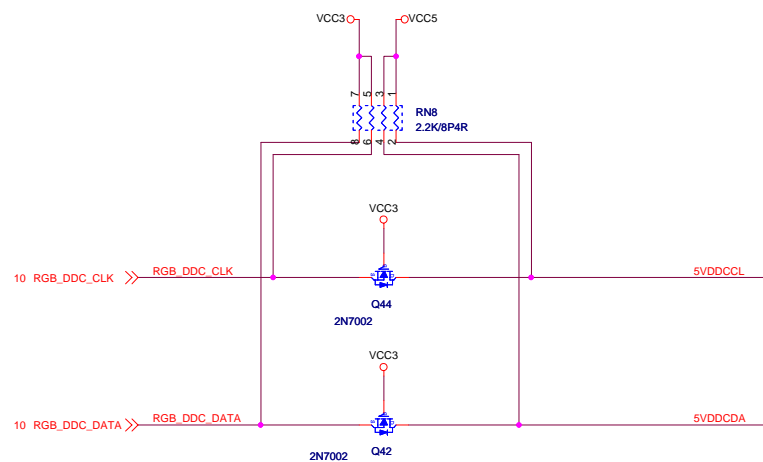 VCC3
VCC5
7
5
3
1
RN8
2.2K/8P4R
8
6
4
2
VCC3
10 RGB_DDC_CLK
RGB_DDC_CLK
5VDDCCL
Q44
2N7002
VCC3
10 RGB_DDC_DATA
RGB_DDC_DATA
5VDDCDA
Q42
2N7002